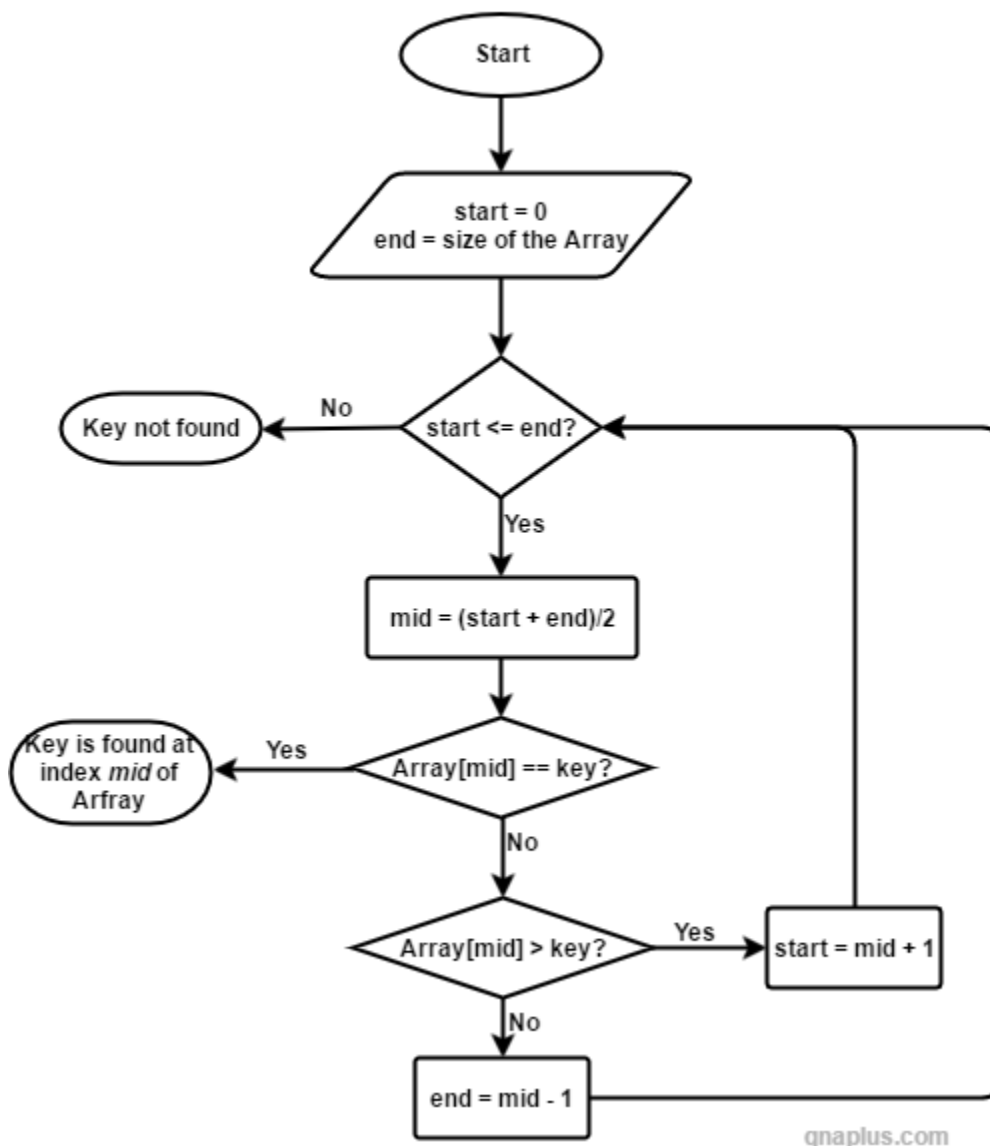 Start
start = 0
end = size of the Array
No
Key not found
start <= end?
Yes
mid = (start + end)/2
Yes
Key is found at
index mid of
Arfray
Array[mid] == key?
No
Array[mid] > key?
Yes
start = mid + 1
No
end = mid - 1
qnaplus.com